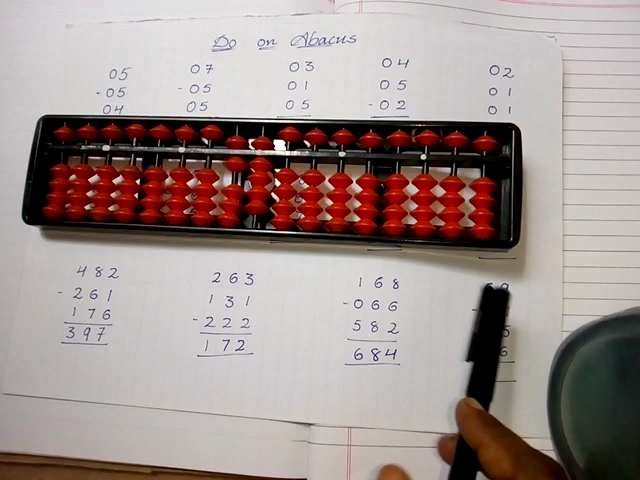 Do on Abacus
05 07 03 04 02
-05 -05 01 05 01
04 05 05 -02 01
482 263 168
-261 131 -066
176 -222 582
397 172 684